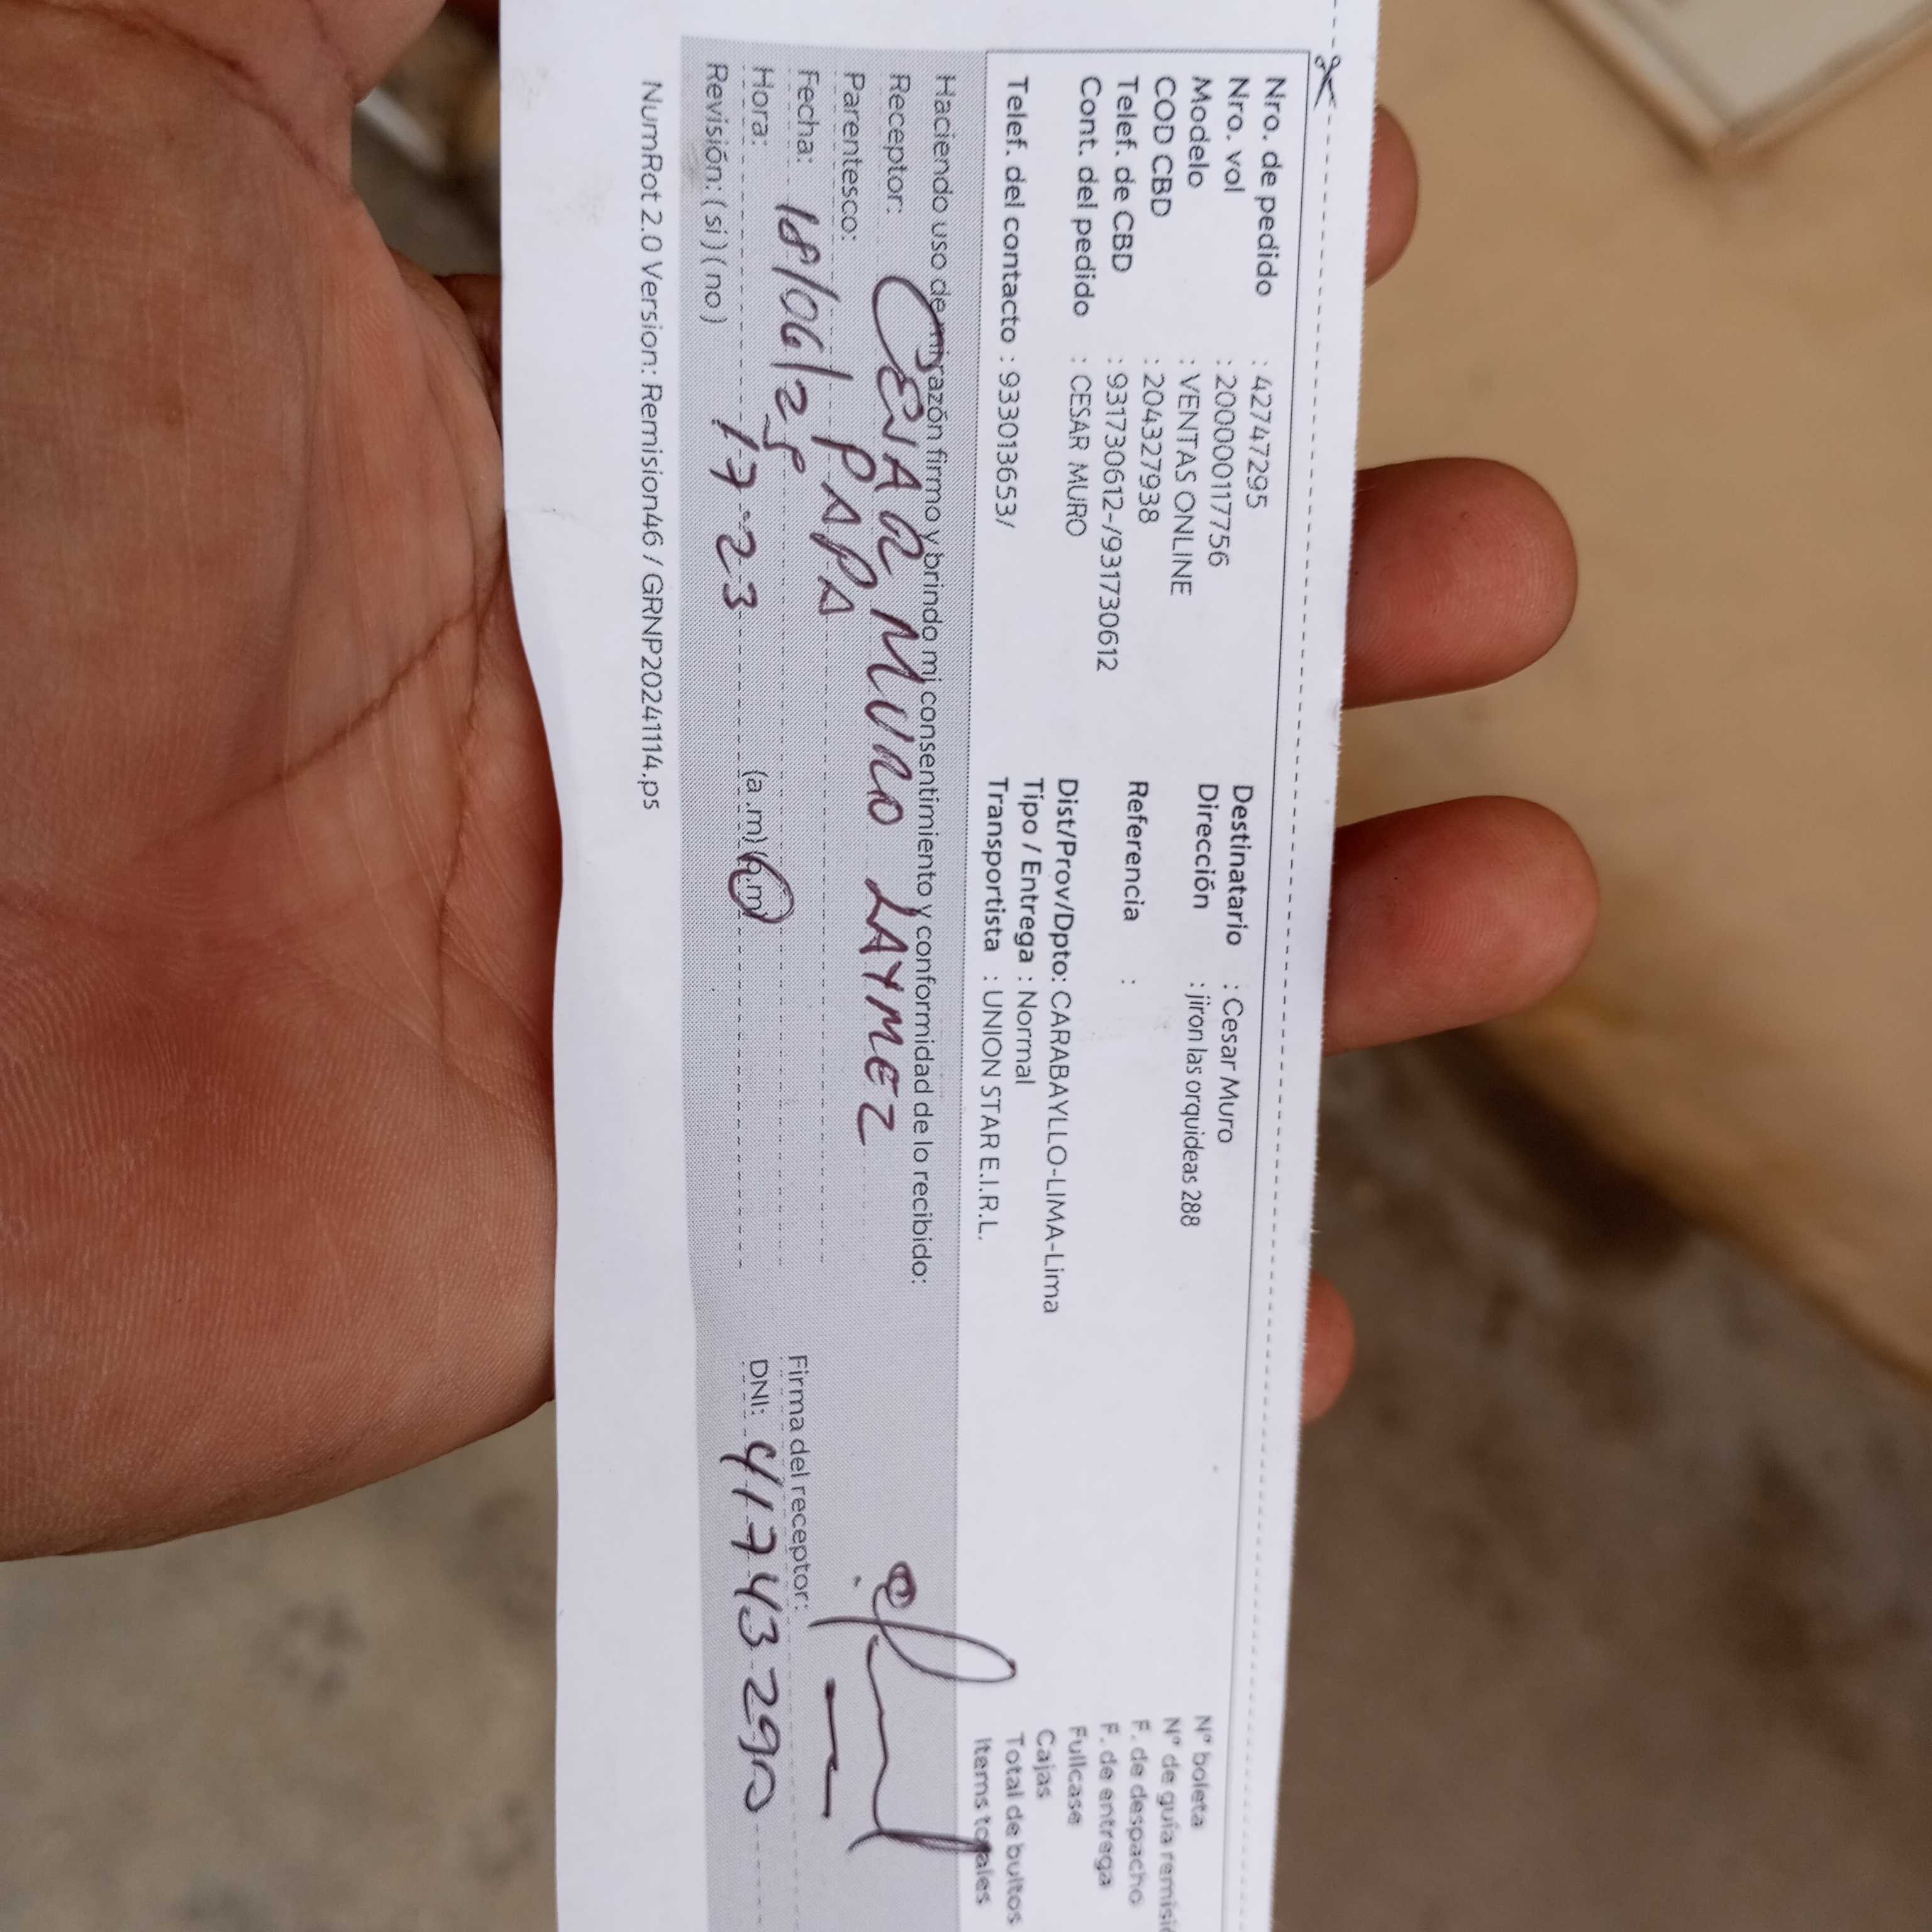 Nro. de pedido : 42747295
Nro. vol : 20000011 7756
Modelo : VENTAS ONLINE
COD CBD : 204327938
Telef. de CBD : 931730612-/931730612
Cont. del pedido : CESAR MURO
Telef. del contacto : 933013653/
Destinatario : Cesar Muro
Dirección : jiron las orquideas 288
Referencia :
Dist/Prov/Dpto: CARABAYLLO-LIMA-Lima
Tipo / Entrega : Normal
Transportista : UNION STAR E.I.R.L.
N° boleta
N° de guía remisi
F. de despacho
F. de entrega
Fullcase
Cajas
Total de bultos
Items totales
Haciendo uso de mi razón firmo y brindo mi consentimiento y conformidad de lo recibido:
Receptor: CESAR MURO LAYMEZ
Parentesco: PAPA
Fecha: 18/06/25
Hora: 17-23 (a.m) (p.m)
Revisión: ( si ) ( no )
Firma del receptor:
DNI:
NumRot 2.0 Version: Remision46 / GRNP20241114.ps